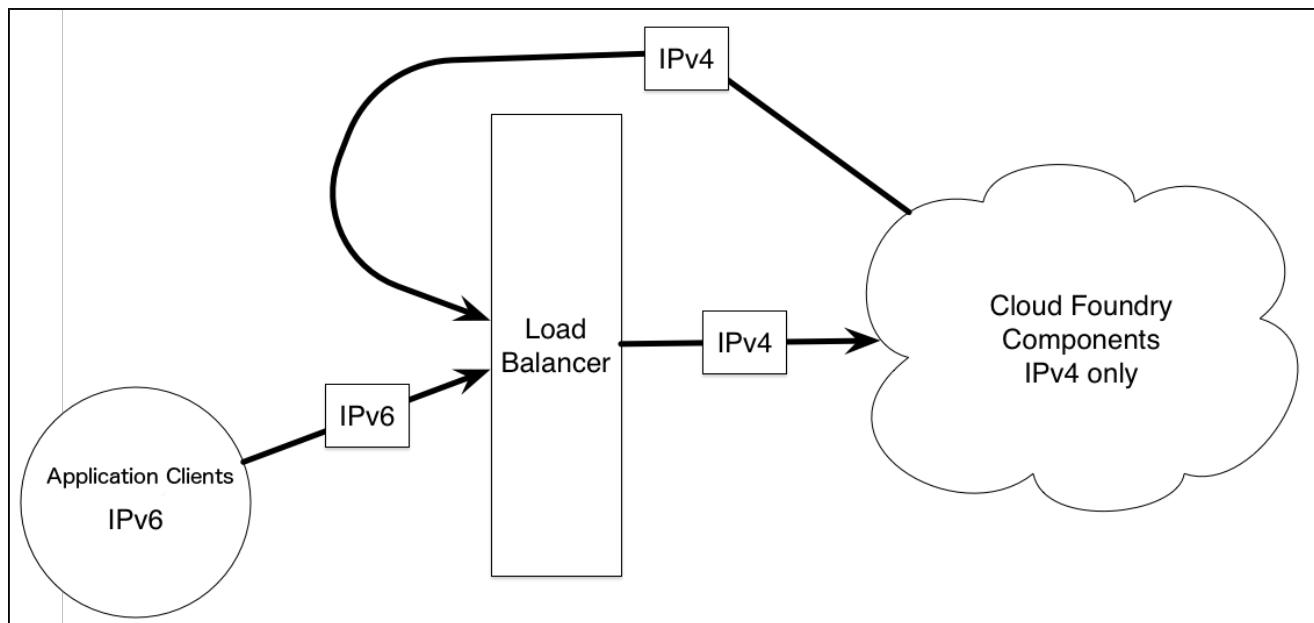 IPv4
Load
Balancer
IPv4
Cloud Foundry
Components
IPv4 only
IPv6
Application Clients
IPv6